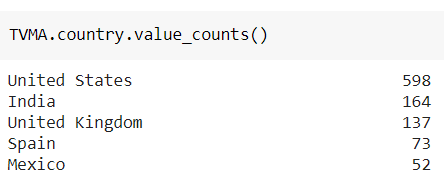 TVMA.country.value_counts()
United States 598
India 164
United Kingdom 137
Spain 73
Mexico 52